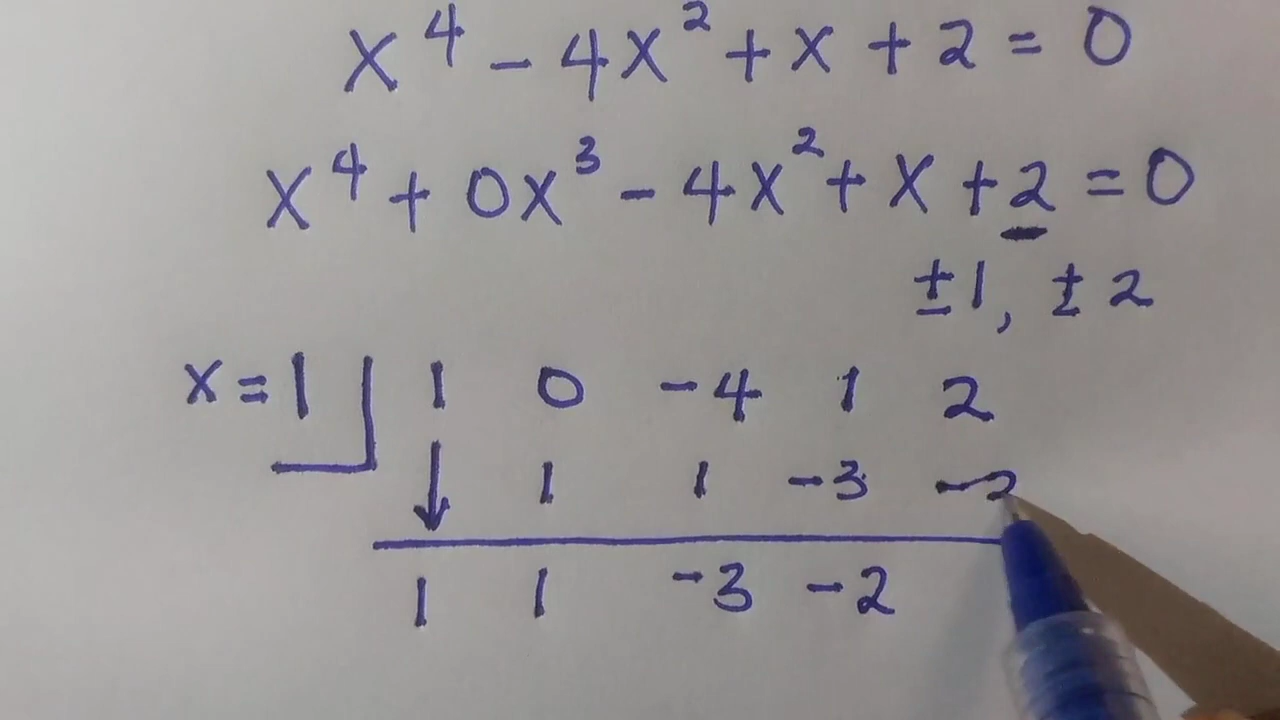 x⁴ - 4x² + x + 2 = 0
x⁴ + 0x³ - 4x² + x + 2 = 0
±1, ±2
x = 1 | 1 0 -4 1 2
1 1 -3 -2
1 1 -3 -2